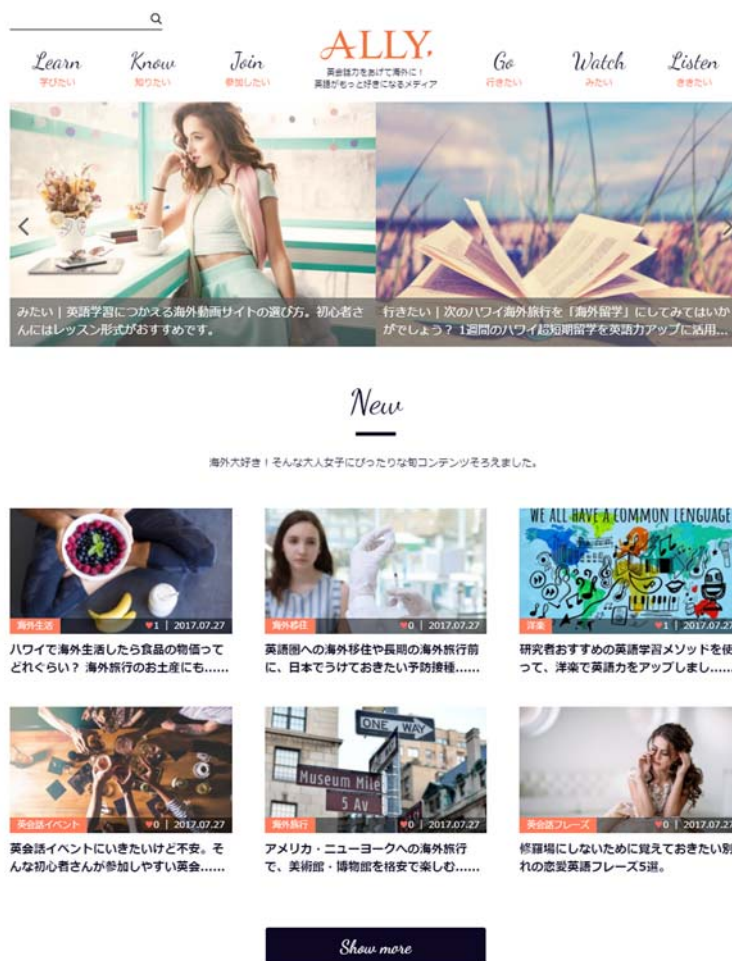 ALLY.
英会話力をあげて海外に！
英語がもっと好きになるメディア
Learn
学びたい
Know
知りたい
Join
参加したい
Go
行きたい
Watch
みたい
Listen
ききたい
みたい | 英語学習につかえる海外動画サイトの選び方。初心者さ
んにはレッスン形式がおすすめです。
行きたい | 次のハワイ海外旅行を「海外留学」にしてみてはいか
がでしょう？ 1週間のハワイ超短期留学を英語力アップに活用...
New
海外大好き！そんな大人女子にぴったりな旬コンテンツそろえました。
海外生活
♥1 | 2017.07.27
ハワイで海外生活したら食品の物価って
どれぐらい？ 海外旅行のお土産にも......
海外移住
♥0 | 2017.07.27
英語圏への海外移住や長期の海外旅行前
に、日本でうけておきたい予防接種......
WE ALL HAVE A COMMON LENGUAGE
洋楽
♥1 | 2017.07.27
研究者おすすめの英語学習メソッドを使
って、洋楽で英語力をアップしまし......
英会話イベント
♥0 | 2017.07.27
英会話イベントにいきたいけど不安。そ
んな初心者さんが参加しやすい英会......
ONE WAY
Museum Mile
5 Av
海外旅行
♥0 | 2017.07.27
アメリカ・ニューヨークへの海外旅行
で、美術館・博物館を格安で楽しむ......
英会話フレーズ
♥0 | 2017.07.27
修羅場にしないために覚えておきたい別
れの恋愛英語フレーズ5選。
Show more